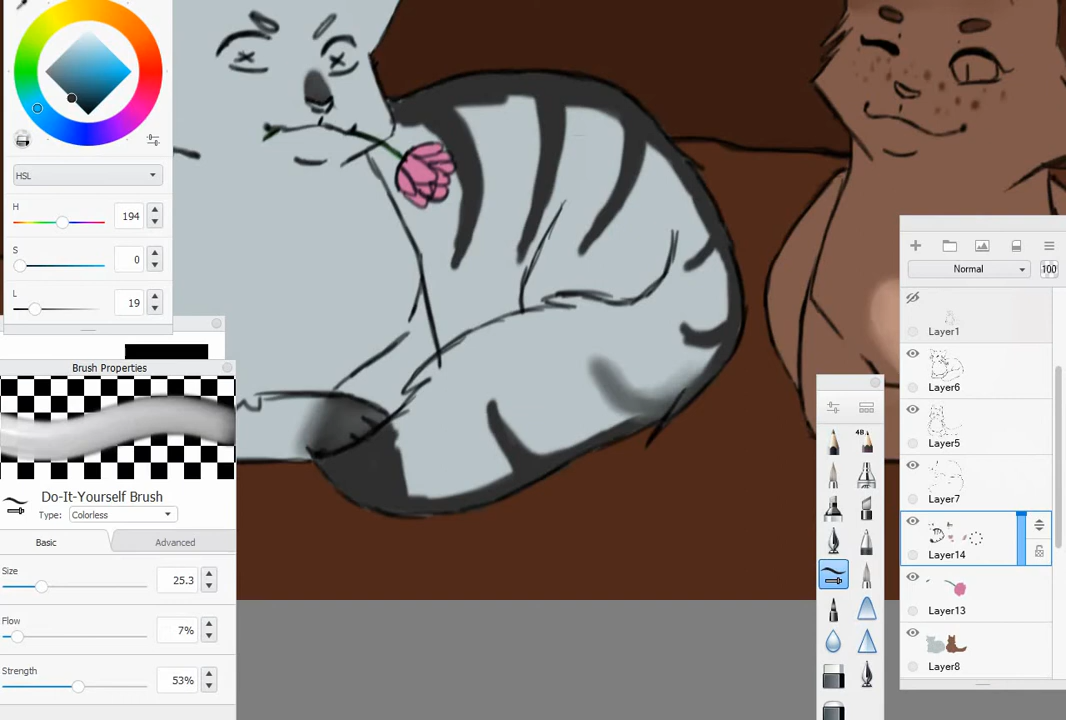 HSL
H
194
S
0
L
19
Brush Properties
Do-It-Yourself Brush
Type: Colorless
Basic
Advanced
Size
25.3
Flow
7%
Strength
53%
4B
Normal
100
Layer1
Layer6
Layer5
Layer7
Layer14
Layer13
Layer8